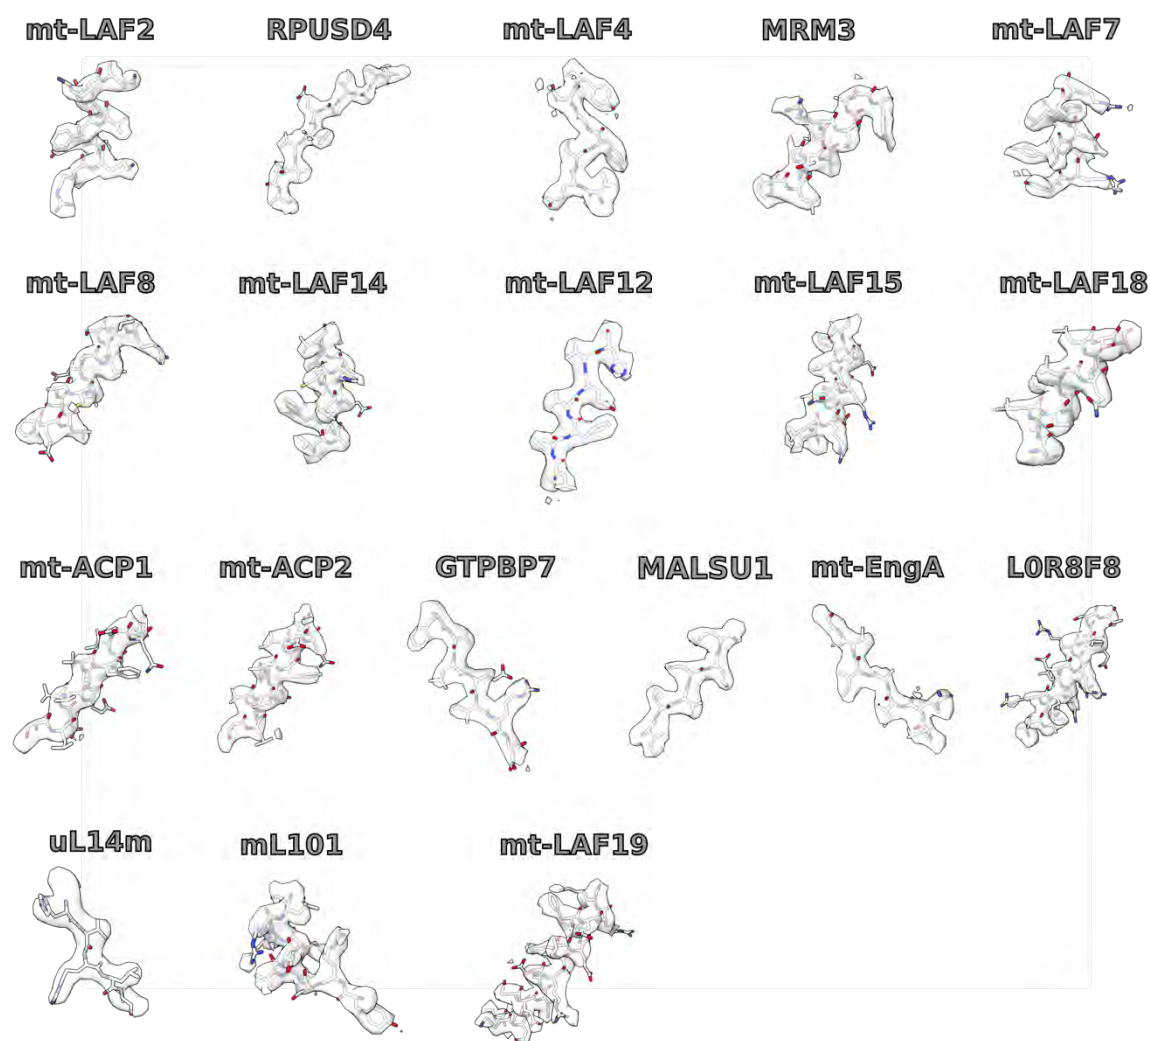 mt-LAF2 RPUSD4 mt-LAF4 MRM3 mt-LAF7
mt-LAF8 mt-LAF14 mt-LAF12 mt-LAF15 mt-LAF18
mt-ACP1 mt-ACP2 GTPBP7 MALSU1 mt-EngA L0R8F8
uL14m mL101 mt-LAF19